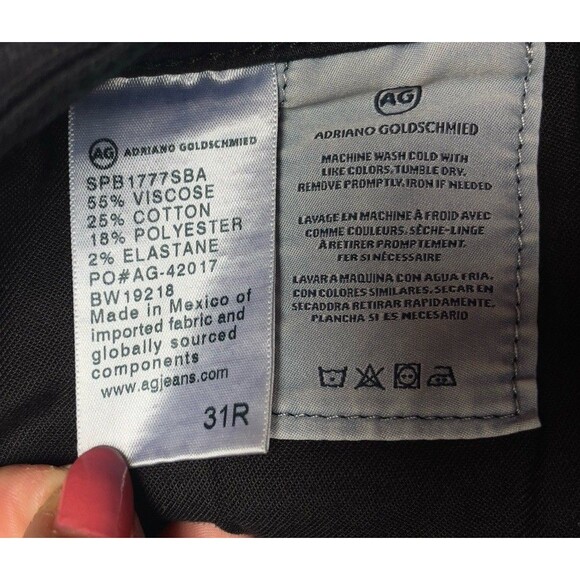 AG ADRIANO GOLDSCHMIED
SPB1777SBA
55% VISCOSE
25% COTTON
18% POLYESTER
2% ELASTANE
PO#AG-42017
BW19218
Made in Mexico of
imported fabric and
globally sourced
components
www.agjeans.com
31R
AG
ADRIANO GOLDSCHMIED
MACHINE WASH COLD WITH
LIKE COLORS, TUMBLE DRY.
REMOVE PROMPTLY, IRON IF NEEDED
LAVAGE EN MACHINE À FROID AVEC
COMME COULEURS. SÈCHE-LINGE
À RETIRER PROMPTEMENT.
FER SI NÉCESSAIRE
LAVAR A MAQUINA CON AGUA FRIA.
CON COLORES SIMILARES. SECAR EN
SECADORA RETIRAR RAPIDAMENTE.
PLANCHA SI ES NECESARIO